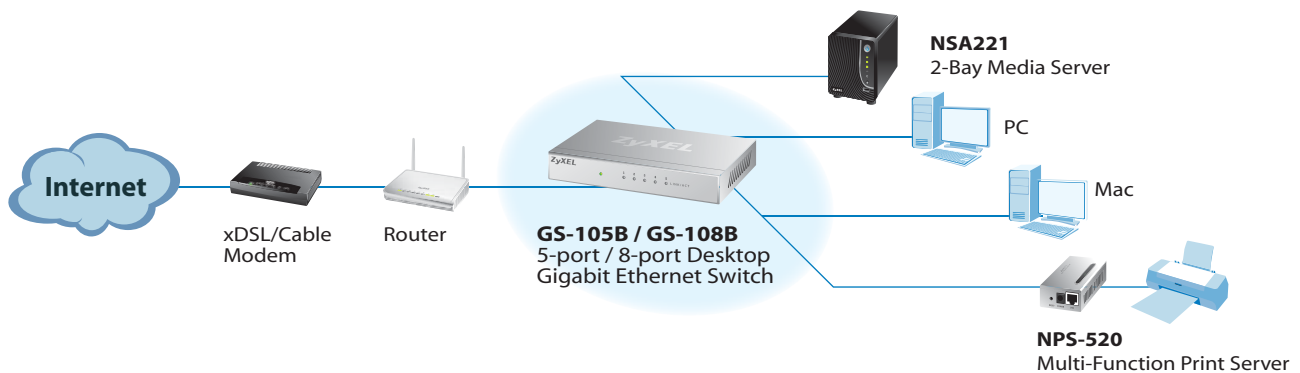 Internet
xDSL/Cable
Modem
Router
ZyXEL
ZyXEL
GS-105B / GS-108B
5-port / 8-port Desktop
Gigabit Ethernet Switch
NSA221
2-Bay Media Server
PC
Mac
NPS-520
Multi-Function Print Server